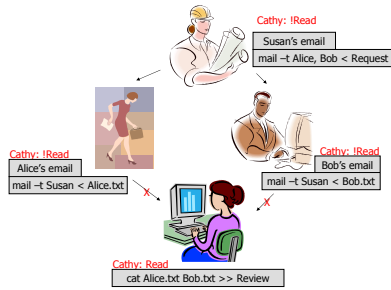 Cathy: !Read
Susan's email
mail –t Alice, Bob < Request
Cathy: !Read
Alice's email
mail –t Susan < Alice.txt
X
Cathy: !Read
Bob's email
mail –t Susan < Bob.txt
X
Cathy: Read
cat Alice.txt Bob.txt >> Review